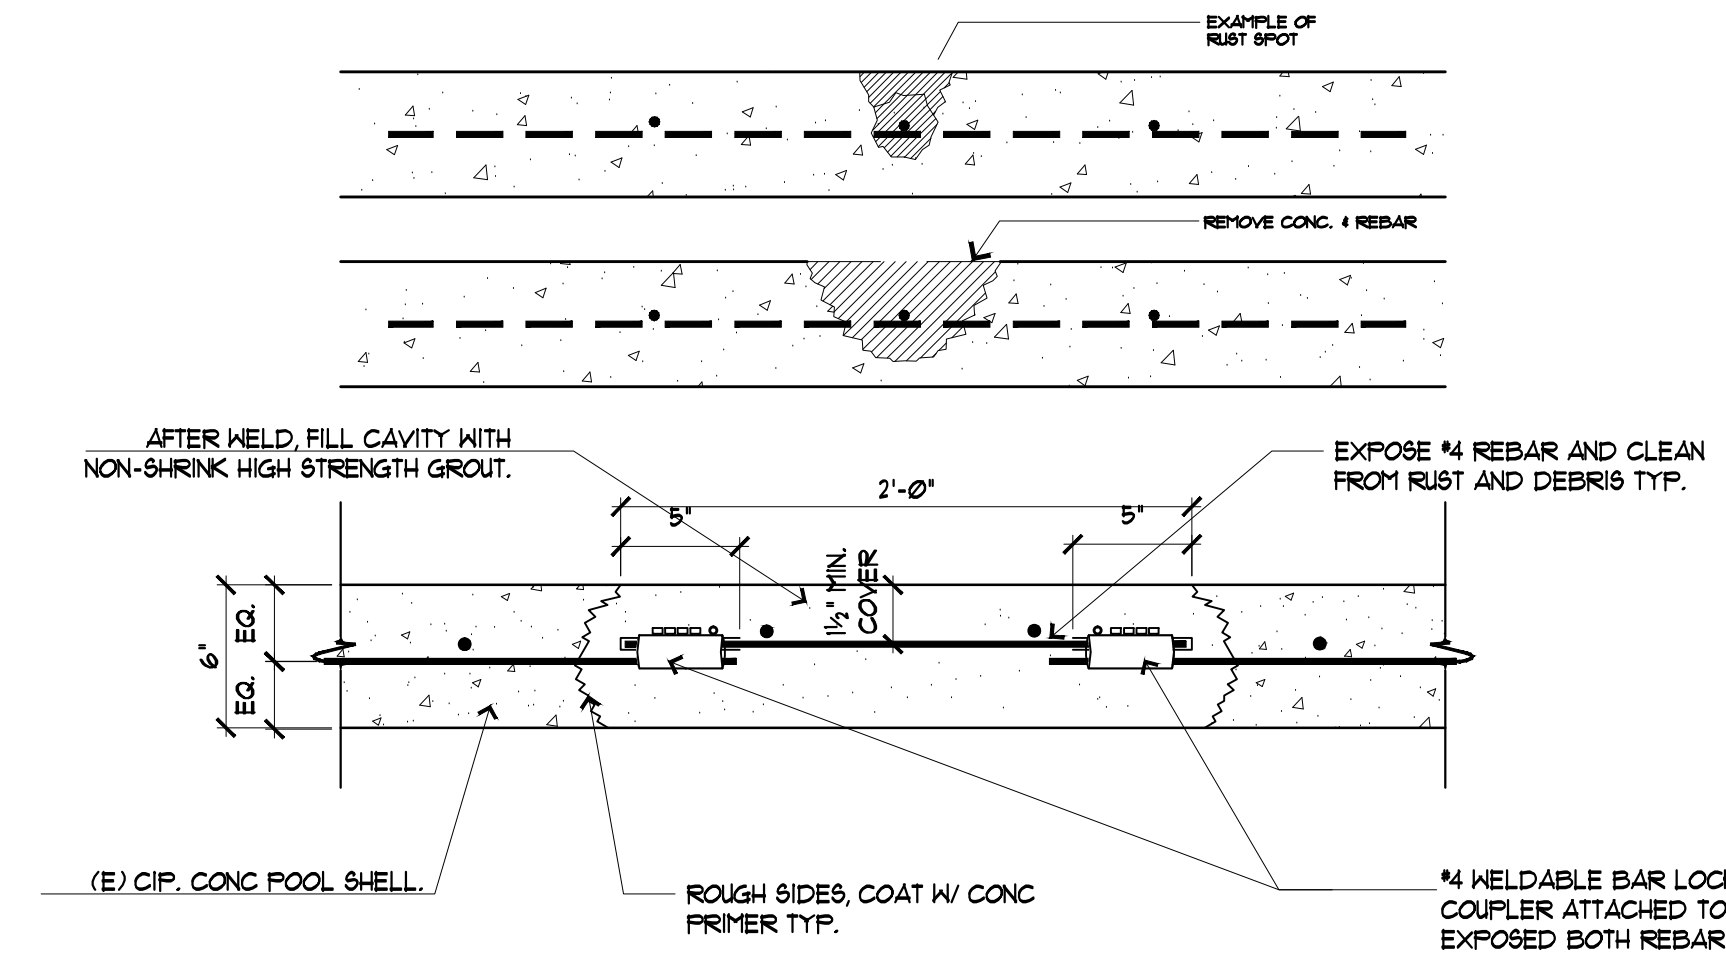 EXAMPLE OF
RUST SPOT
REMOVE CONC. & REBAR
AFTER WELD, FILL CAVITY WITH
NON-SHRINK HIGH STRENGTH GROUT.
EXPOSE #4 REBAR AND CLEAN
FROM RUST AND DEBRIS TYP.
2'-0"
5"
5"
1½" MIN.
COVER
6"
EQ.
EQ.
(E) CIP. CONC POOL SHELL.
ROUGH SIDES, COAT W/ CONC
PRIMER TYP.
#4 WELDABLE BAR
COUPLER ATTACHED TO
EXPOSED BOTH REBAR